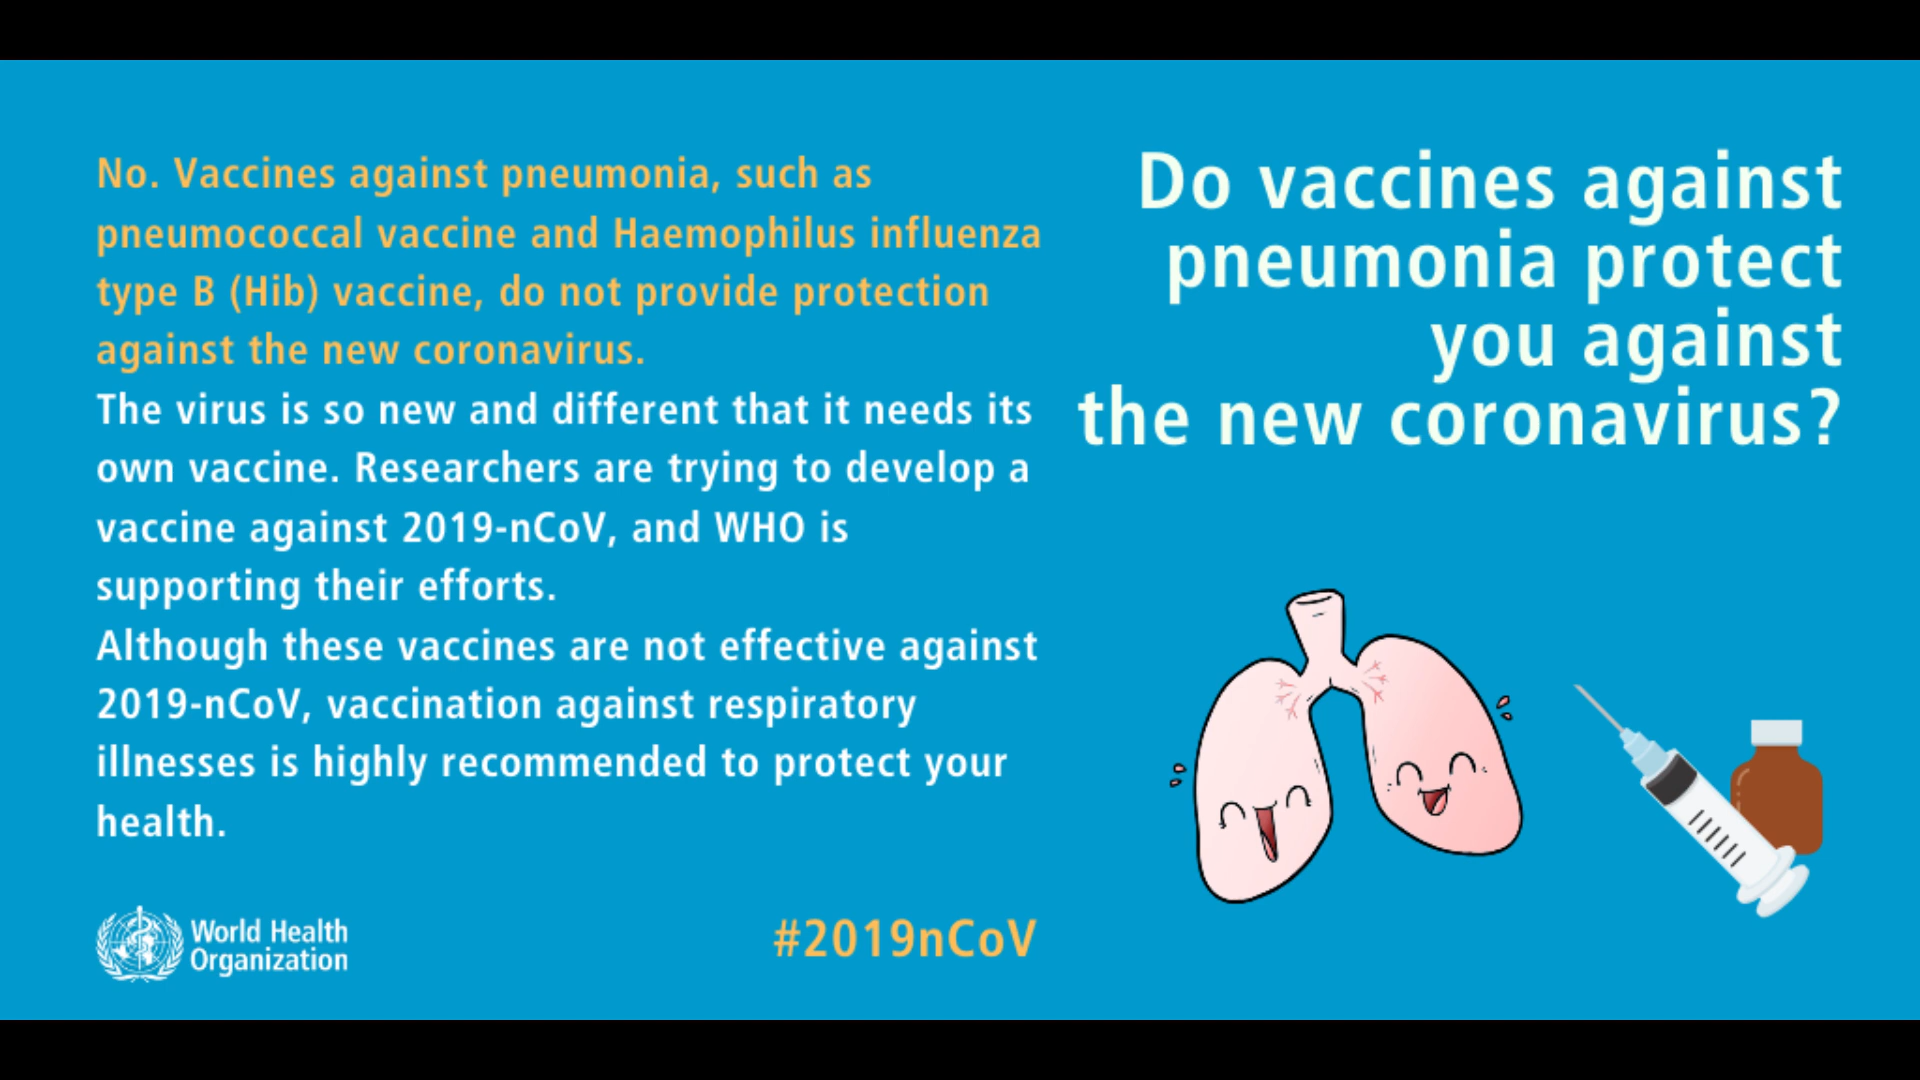 Do vaccines against
pneumonia protect
you against
the new coronavirus?
No. Vaccines against pneumonia, such as
pneumococcal vaccine and Haemophilus influenza
type B (Hib) vaccine, do not provide protection
against the new coronavirus.
The virus is so new and different that it needs its
own vaccine. Researchers are trying to develop a
vaccine against 2019-nCoV, and WHO is
supporting their efforts.
Although these vaccines are not effective against
2019-nCoV, vaccination against respiratory
illnesses is highly recommended to protect your
health.
World Health
Organization
#2019nCoV